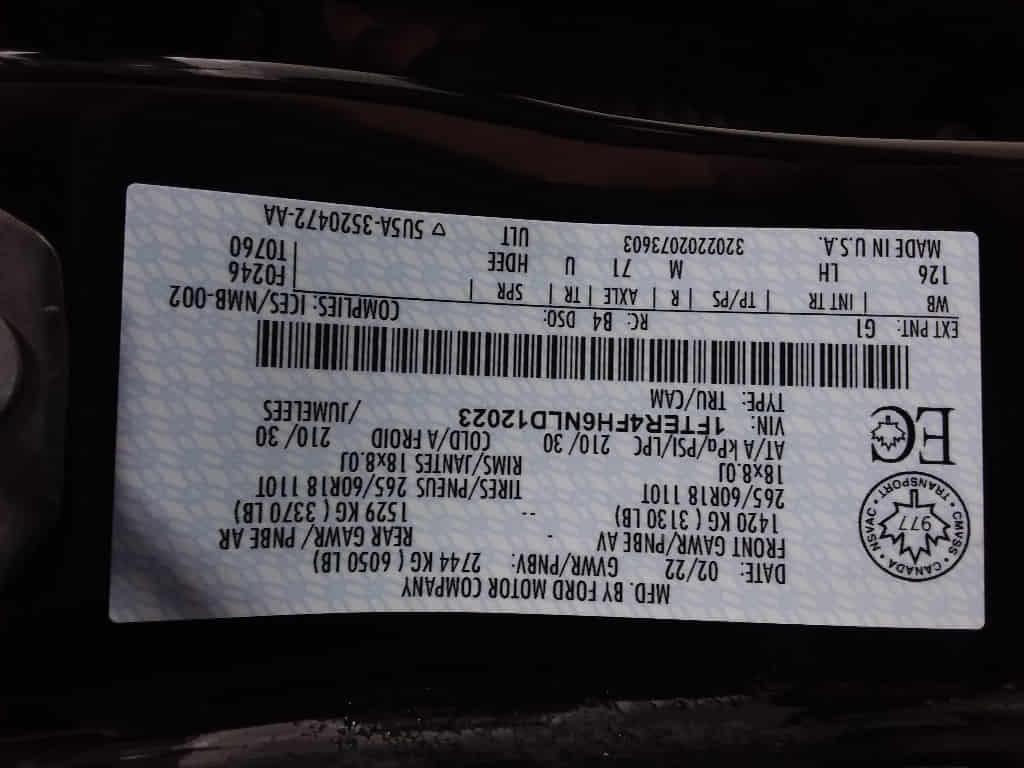 MFD. BY FORD MOTOR COMPANY
DATE: 02/22 GVWR/PNBV: 2744 KG ( 6050 LB)
FRONT GAWR/PNBE AV - REAR GAWR/ PNBE AR
1420 KG ( 3130 LB) -- 1529 KG ( 3370 LB)
265/60R18 110T TIRES/PNEUS 265/60R18 110T
18x8.0J RIMS/JANTES 18x8.0J
AT/A kPa/PSI/LPC 210/30 COLD/A FROID 210/30
VIN: 1FTER4FH6NLD12023 /JUMELEES
TYPE: TRU/CAM
CMVSS • CANADA • NSVAC • TRANSPORT •
977
EC
EXT PNT: G1 RC: B4 DSO: COMPLIES: ICES/NMB-002
WB | INT TR | TP/PS | R | AXLE | TR | SPR | F0246
126 LH M 71 U HDEE T0760
MADE IN U.S.A. 3202202073603 ULT ▽ 5U5A-3520472-AA